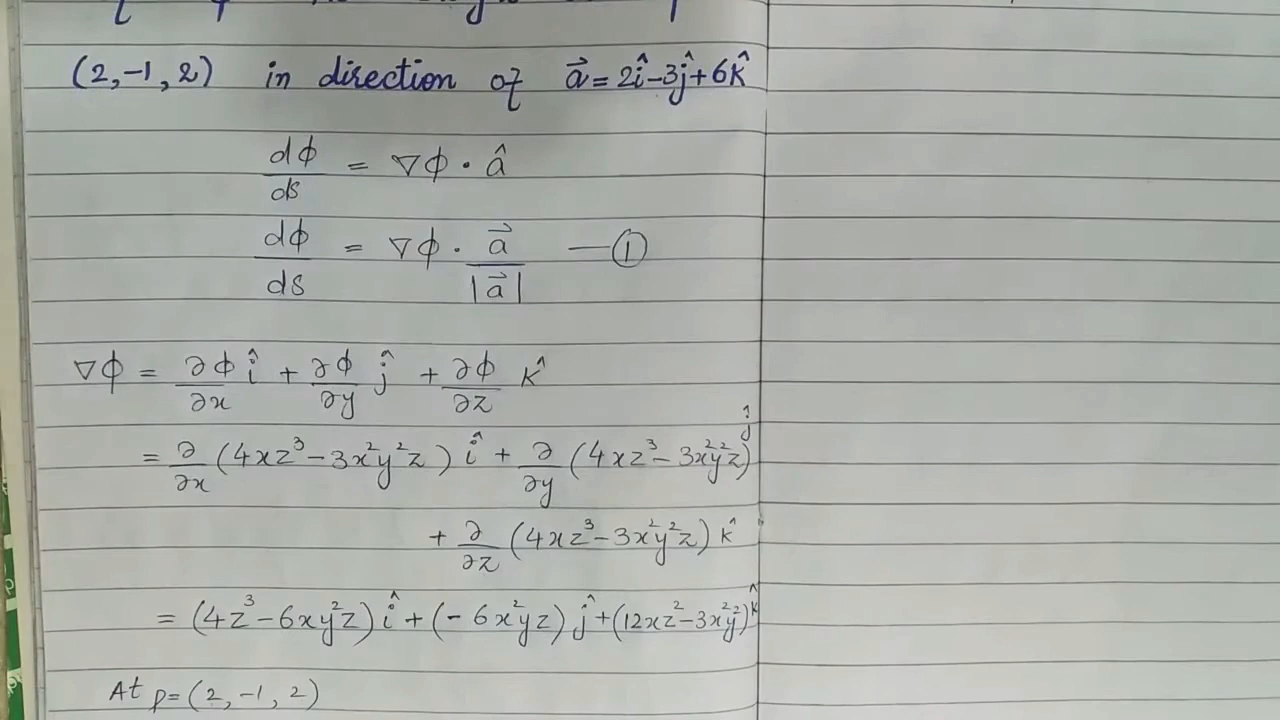 (2,-1,2) in direction of a⃗ = 2î-3ĵ+6k̂
dϕ/ds = ∇ϕ · â
dϕ/ds = ∇ϕ · a⃗/|a⃗| — ①
∇ϕ = ∂ϕ/∂x î + ∂ϕ/∂y ĵ + ∂ϕ/∂z k̂
= ∂/∂x (4xz³ - 3x²y²z) î + ∂/∂y (4xz³ - 3x²y²z) ĵ
+ ∂/∂z (4xz³ - 3x²y²z) k̂
= (4z³ - 6xy²z) î + (- 6x²yz) ĵ + (12xz² - 3x²y²) k̂
At p = (2, -1, 2)